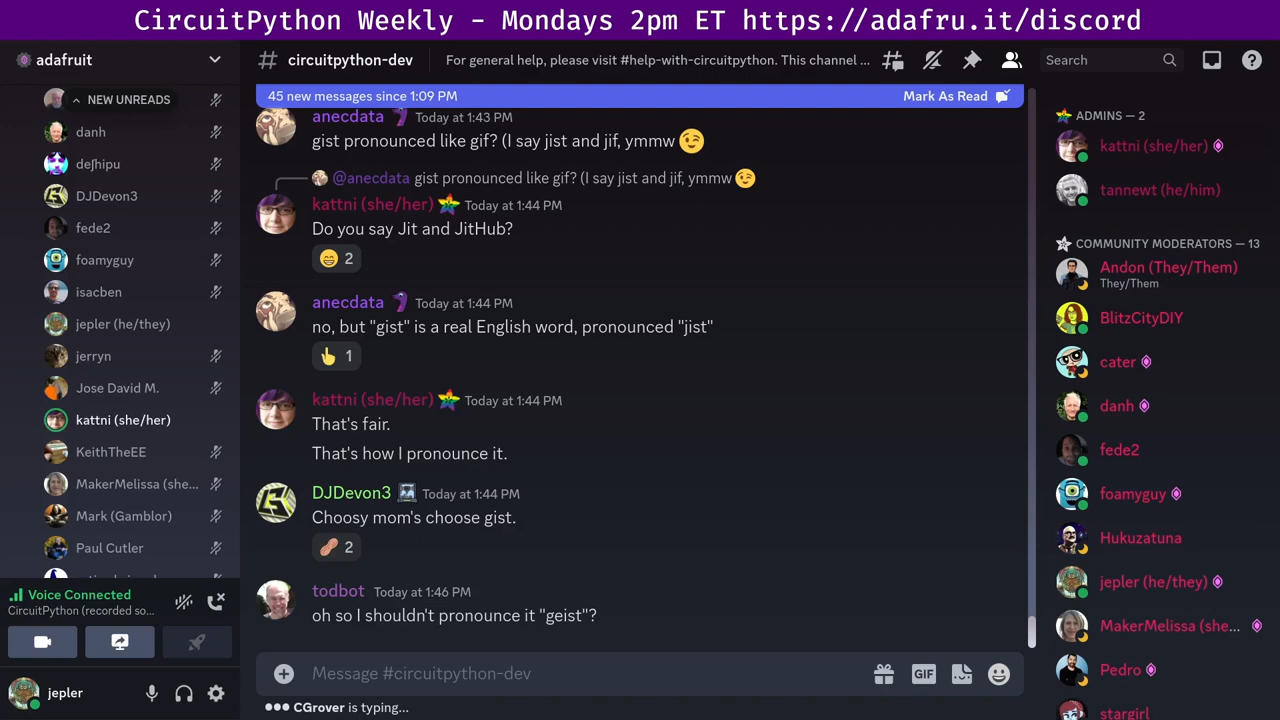 CircuitPython Weekly - Mondays 2pm ET https://adafru.it/discord
adafruit
NEW UNREADS
danh
deʃhipu
DJDevon3
fede2
foamyguy
isacben
jepler (he/they)
jerryn
Jose David M.
kattni (she/her)
KeithTheEE
MakerMelissa (she...
Mark (Gamblor)
Paul Cutler
Voice Connected
CircuitPython (recorded so...
jepler
circuitpython-dev
For general help, please visit #help-with-circuitpython. This channel ...
Search
45 new messages since 1:09 PM
Mark As Read
anecdata Today at 1:43 PM
gist pronounced like gif? (I say jist and jif, ymmw 😉
@anecdata gist pronounced like gif? (I say jist and jif, ymmw 😉
kattni (she/her) Today at 1:44 PM
Do you say Jit and JitHub?
😄 2
anecdata Today at 1:44 PM
no, but "gist" is a real English word, pronounced "jist"
👆 1
kattni (she/her) Today at 1:44 PM
That's fair.
That's how I pronounce it.
DJDevon3 Today at 1:44 PM
Choosy mom's choose gist.
🥜 2
todbot Today at 1:46 PM
oh so I shouldn't pronounce it "geist"?
Message #circuitpython-dev
GIF
CGrover is typing...
ADMINS — 2
kattni (she/her)
tannewt (he/him)
COMMUNITY MODERATORS — 13
Andon (They/Them)
They/Them
BlitzCityDIY
cater
danh
fede2
foamyguy
Hukuzatuna
jepler (he/they)
MakerMelissa (she...
Pedro
stargirl